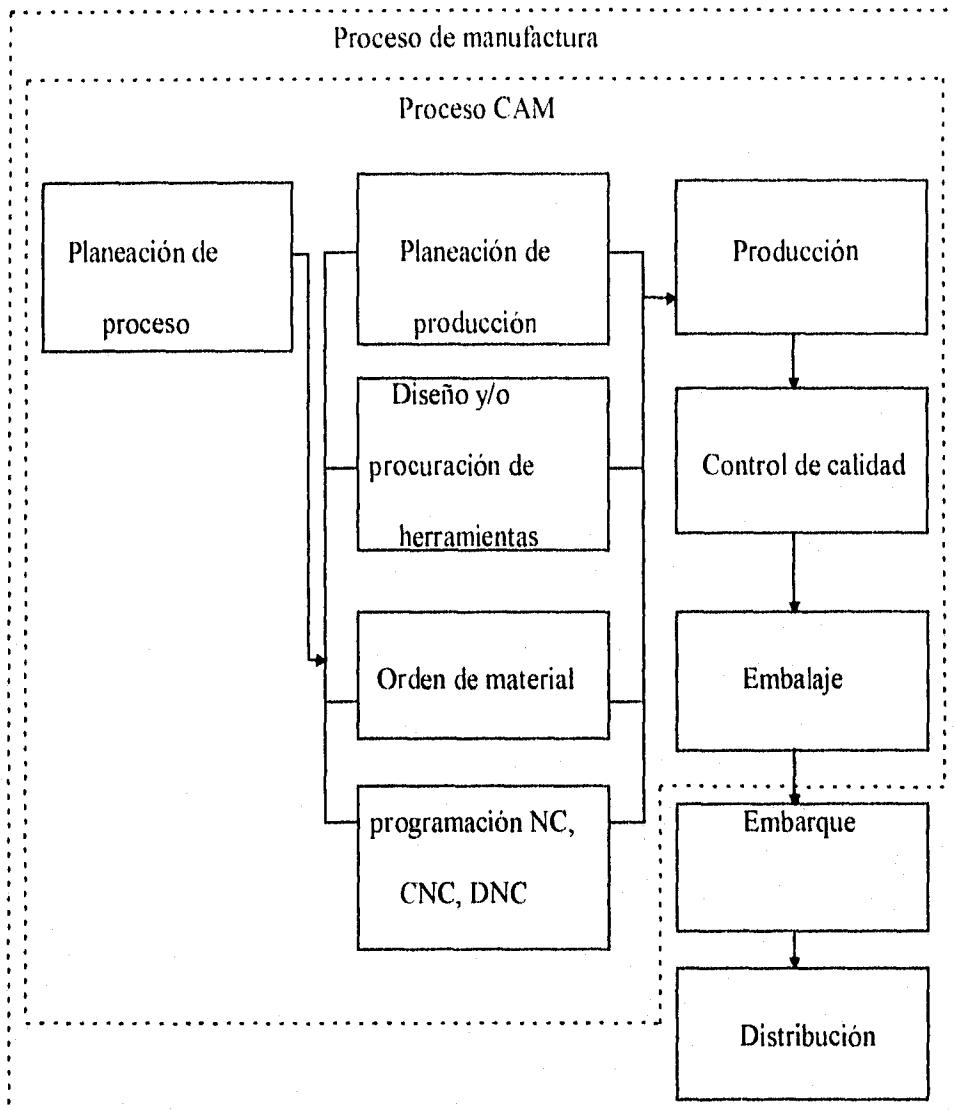 Proceso de manufactura
Proceso CAM
Planeación de
proceso
Planeación de
producción
Diseño y/o
procuración de
herramientas
Orden de material
programación NC,
CNC, DNC
Producción
Control de calidad
Embalaje
Embarque
Distribución